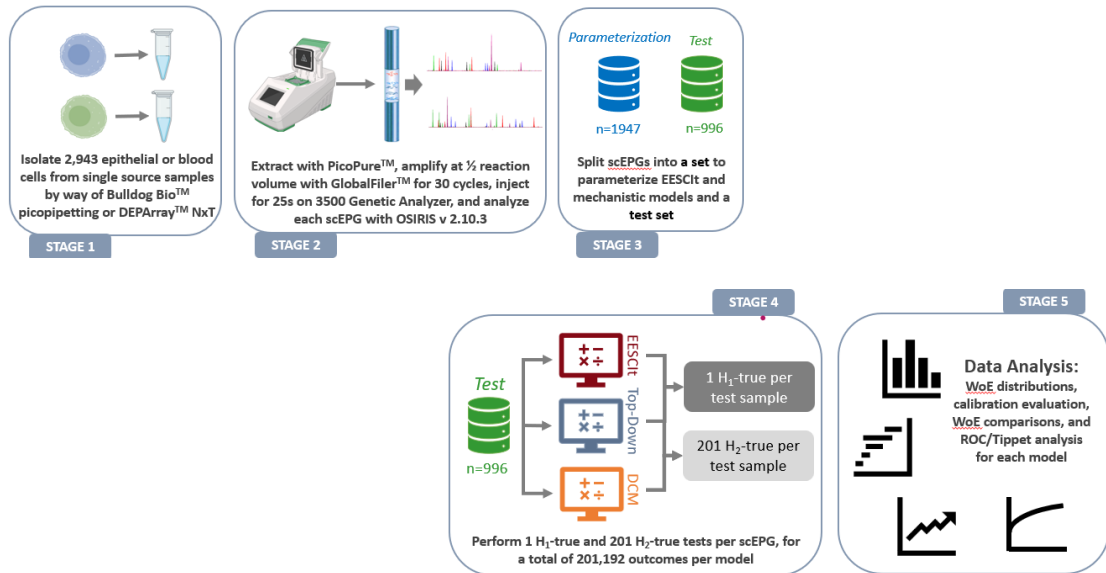 Isolate 2,943 epithelial or blood
cells from single source samples
by way of Bulldog Bio™
picopipetting or DEPArray™ NxT
STAGE 1
Extract with PicoPure™, amplify at ½ reaction
volume with GlobalFiler™ for 30 cycles, inject
for 25s on 3500 Genetic Analyzer, and analyze
each scEPG with OSIRIS v 2.10.3
STAGE 2
Parameterization
Test
n=1947
n=996
Split scEPGs into a set to
parameterize EESCIt and
mechanistic models and a
test set
STAGE 3
STAGE 4
Test
n=996
EESCIt
Top-Down
DCM
1 H₁-true per
test sample
201 H₂-true per
test sample
Perform 1 H₁-true and 201 H₂-true tests per scEPG, for
a total of 201,192 outcomes per model
STAGE 5
Data Analysis:
WoE distributions,
calibration evaluation,
WoE comparisons, and
ROC/Tippet analysis
for each model